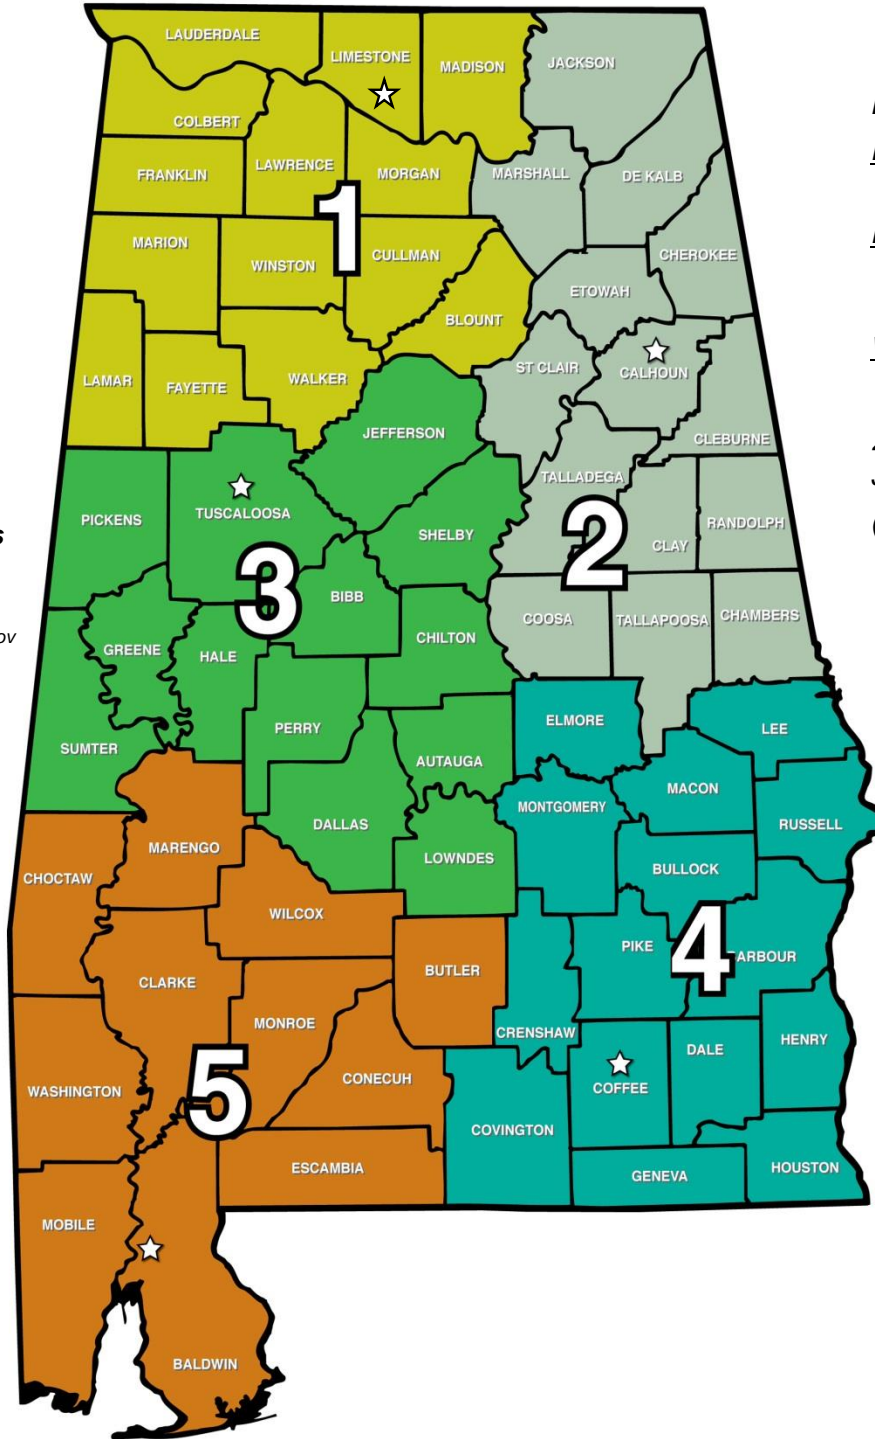 LAUDERDALE
LIMESTONE
MADISON
JACKSON
COLBERT
FRANKLIN
LAWRENCE
MORGAN
MARSHALL
DE KALB
1
MARION
WINSTON
CULLMAN
CHEROKEE
ETOWAH
BLOUNT
LAMAR
FAYETTE
WALKER
ST CLAIR
CALHOUN
JEFFERSON
CLEBURNE
TALLADEGA
PICKENS
TUSCALOOSA
SHELBY
2
CLAY
RANDOLPH
3
BIBB
GREENE
HALE
CHILTON
COOSA
TALLAPOOSA
CHAMBERS
ov
SUMTER
PERRY
AUTAUGA
ELMORE
LEE
MACON
MONTGOMERY
RUSSELL
DALLAS
LOWNDES
MARENGO
CHOCTAW
BULLOCK
WILCOX
PIKE
4
ARBOUR
CLARKE
BUTLER
MONROE
CRENSHAW
HENRY
5
CONECUH
DALE
COFFEE
WASHINGTON
COVINGTON
ESCAMBIA
GENEVA
HOUSTON
MOBILE
BALDWIN